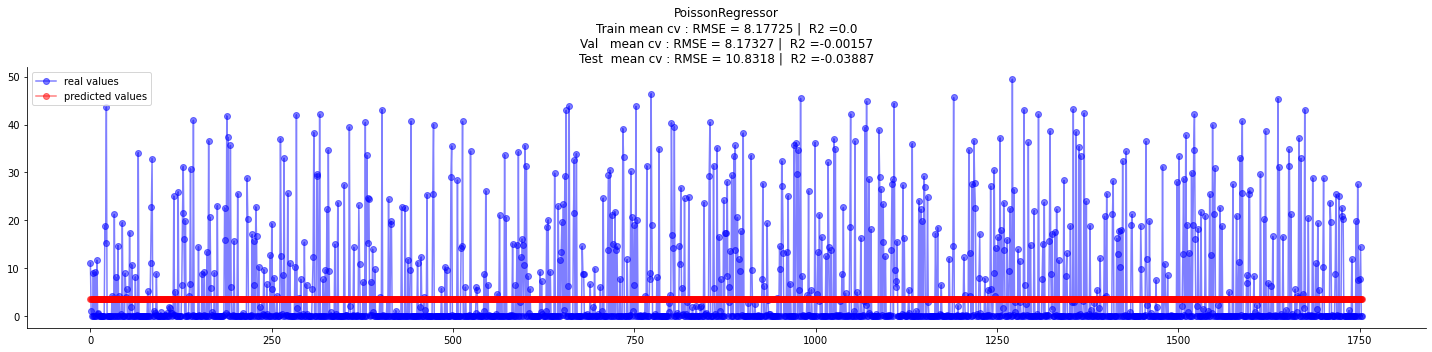 PoissonRegressor
Train mean cv : RMSE = 8.17725 |  R2 =0.0
Val   mean cv : RMSE = 8.17327 |  R2 =-0.00157
Test  mean cv : RMSE = 10.8318 |  R2 =-0.03887
real values
predicted values
50
40
30
20
10
0
0 250 500 750 1000 1250 1500 1750